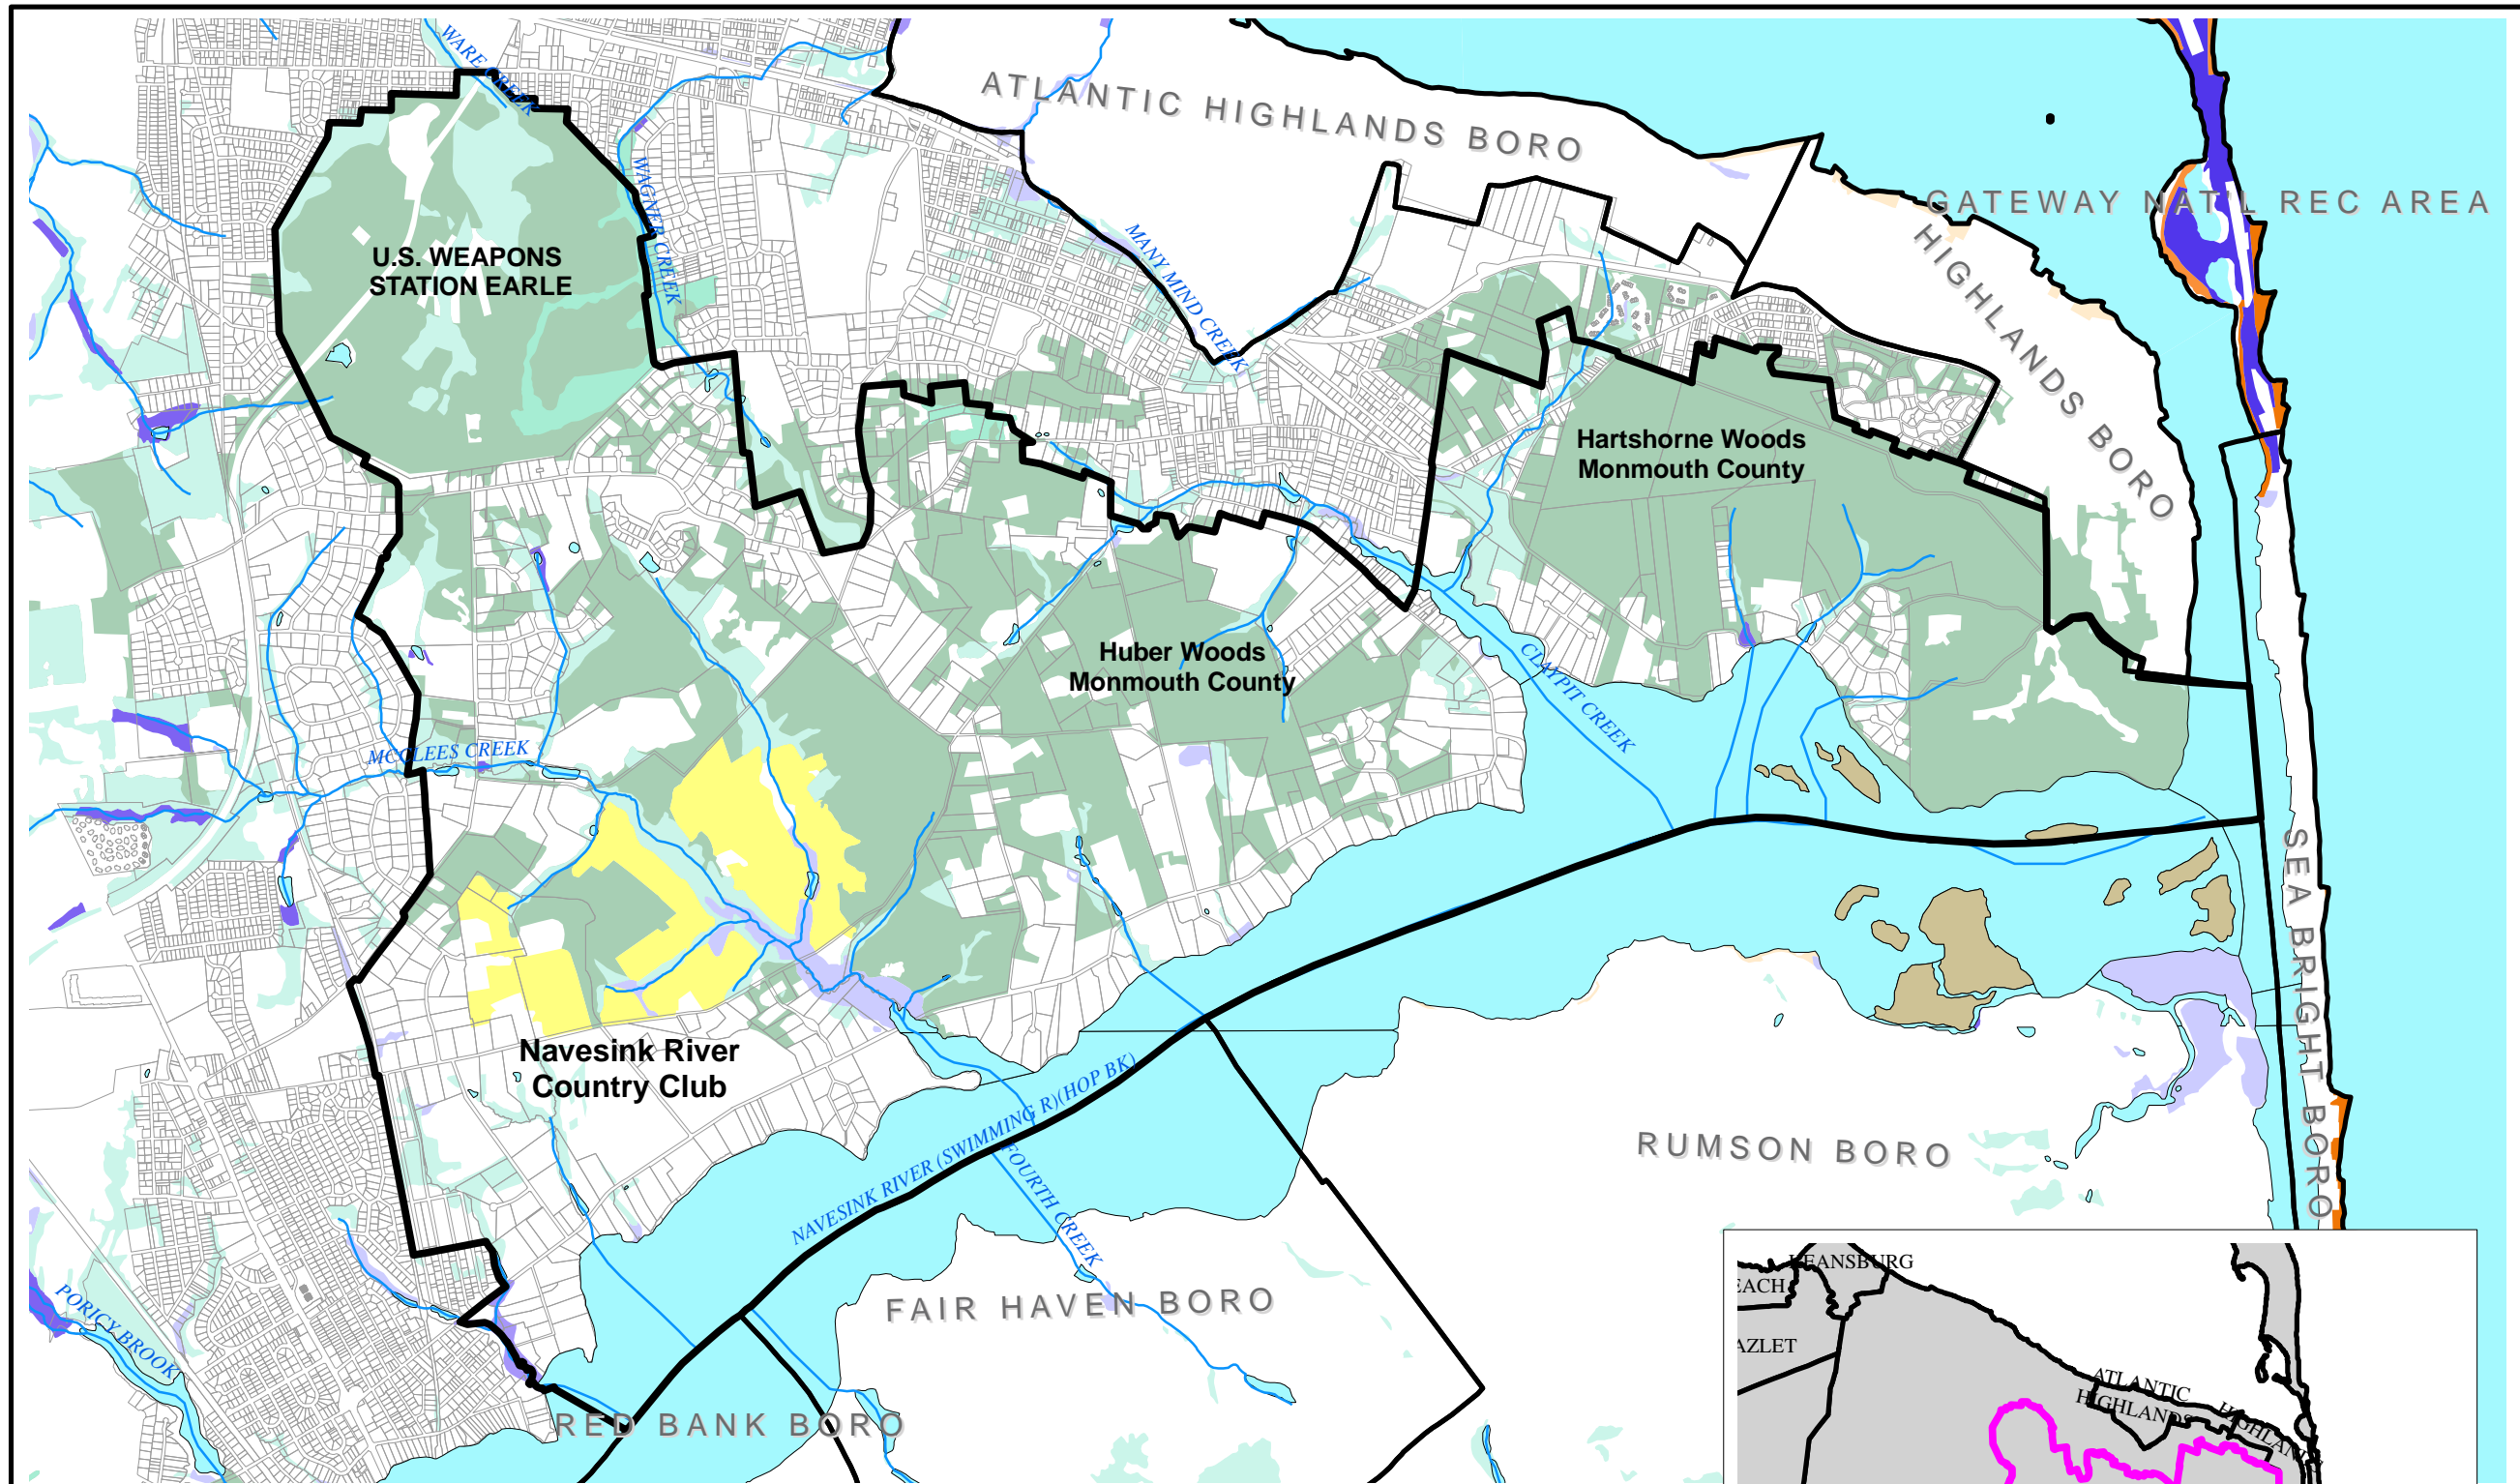 WARE CREEK
ATLANTIC HIGHLANDS BORO
GATEWAY NAT'L REC AREA
WAGNER CREEK
U.S. WEAPONS
STATION EARLE
MANY MIND CREEK
HIGHLANDS BORO
Hartshorne Woods
Monmouth County
Huber Woods
Monmouth County
CLAYPIT CREEK
MCCLEES CREEK
SEA BRIGHT BORO
Navesink River
Country Club
NAVESINK RIVER (SWIMMING R)(HOP BK)
FOURTH CREEK
RUMSON BORO
PORICY BROOK
FAIR HAVEN BORO
RED BANK BORO
KEANSBURG
EACH
AZLET
ATLANTIC
HIGHLANDS
HIGHLAN